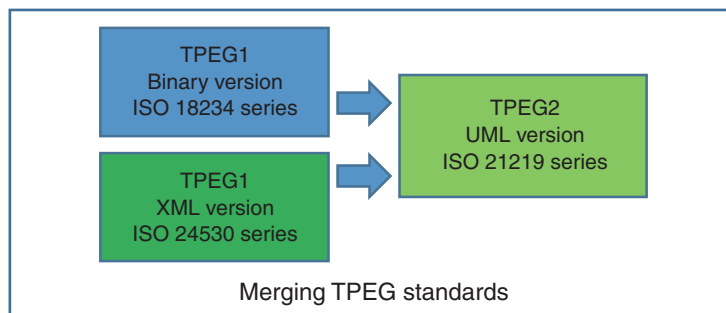 TPEG1
Binary version
ISO 18234 series
TPEG1
XML version
ISO 24530 series
TPEG2
UML version
ISO 21219 series
Merging TPEG standards